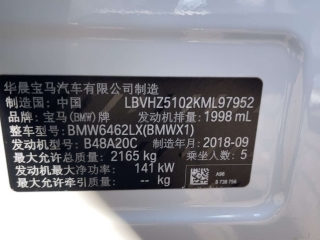 华晨宝马汽车有限公司制造
制造国：中国 LBVHZ5102KML97952
品牌：宝马(BMW)牌 发动机排量：1998 mL
整车型号：BMW6462LX(BMWX1)
发动机型号：B48A20C 制造年月：2018-09
最大允许总质量：2165 kg 乘坐人数：5
发动机最大净功率：141 kW
最大允许牵引质量：-- kg